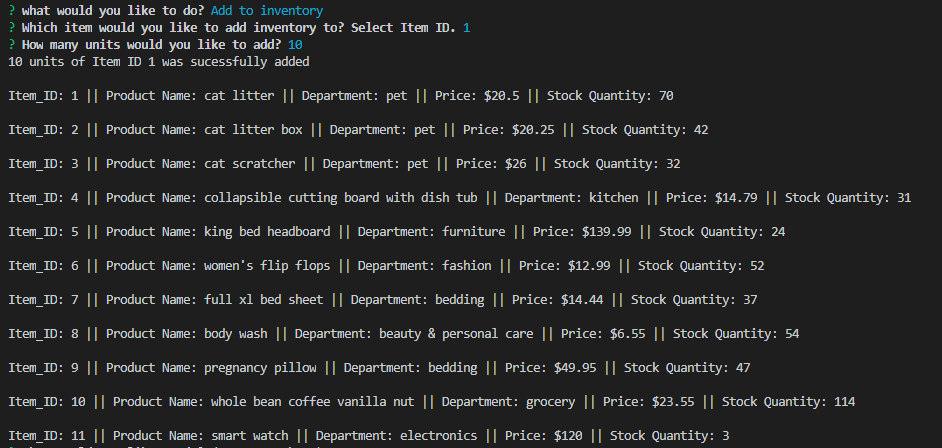 ? what would you like to do? Add to inventory
? Which item would you like to add inventory to? Select Item ID. 1
? How many units would you like to add? 10
10 units of Item ID 1 was sucessfully added
Item_ID: 1 || Product Name: cat litter || Department: pet || Price: $20.5 || Stock Quantity: 70
Item_ID: 2 || Product Name: cat litter box || Department: pet || Price: $20.25 || Stock Quantity: 42
Item_ID: 3 || Product Name: cat scratcher || Department: pet || Price: $26 || Stock Quantity: 32
Item_ID: 4 || Product Name: collapsible cutting board with dish tub || Department: kitchen || Price: $14.79 || Stock Quantity: 31
Item_ID: 5 || Product Name: king bed headboard || Department: furniture || Price: $139.99 || Stock Quantity: 24
Item_ID: 6 || Product Name: women's flip flops || Department: fashion || Price: $12.99 || Stock Quantity: 52
Item_ID: 7 || Product Name: full xl bed sheet || Department: bedding || Price: $14.44 || Stock Quantity: 37
Item_ID: 8 || Product Name: body wash || Department: beauty & personal care || Price: $6.55 || Stock Quantity: 54
Item_ID: 9 || Product Name: pregnancy pillow || Department: bedding || Price: $49.95 || Stock Quantity: 47
Item_ID: 10 || Product Name: whole bean coffee vanilla nut || Department: grocery || Price: $23.55 || Stock Quantity: 114
Item_ID: 11 || Product Name: smart watch || Department: electronics || Price: $120 || Stock Quantity: 3